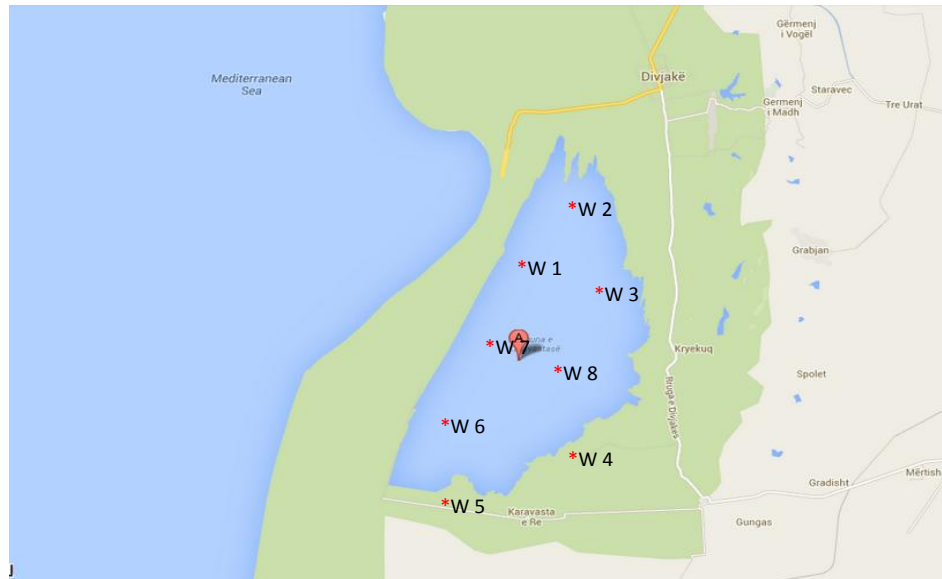 Gërmenj
i Vogël
Mediterranean
Sea
Divjakë
Staravec
Germenj
i Madh
Tre Urat
*W 2
Grabjan
*W 1
*W 3
A
*W 7
Kryekuq
*W 8
Spolet
Rruga e Divjakës
*W 6
*W 4
Mërtish
Gradisht
*W 5
Karavasta
e Re
Gungas